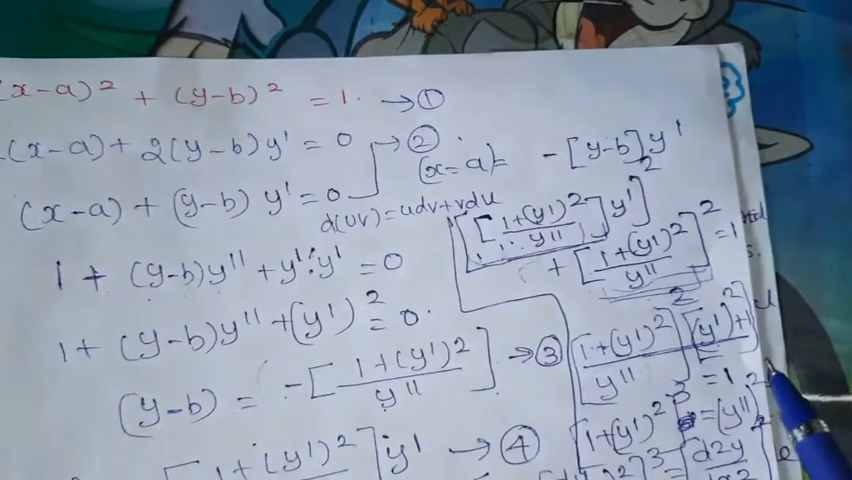 (x-a)² + (y-b)² = 1. → ①
(x-a) + 2(y-b)y' = 0 → ②
(x-a) + (y-b) y' = 0
(x-a) = -[y-b]y'
d(uv) = udv+vdu
1 + (y-b)y'' + y'.y' = 0
1 + (y-b)y'' + (y')² = 0.
(y-b) = -[1+(y')²/y''] → ③
1+(y')²]y' → ④
[[1+(y')²/y'']y']²
+ [1+(y')²/y'']² = 1
[1+(y')²/y'']² [(y')²+1]
= 1
[1+(y')²]³ = (y'')²
]³ = [d2y